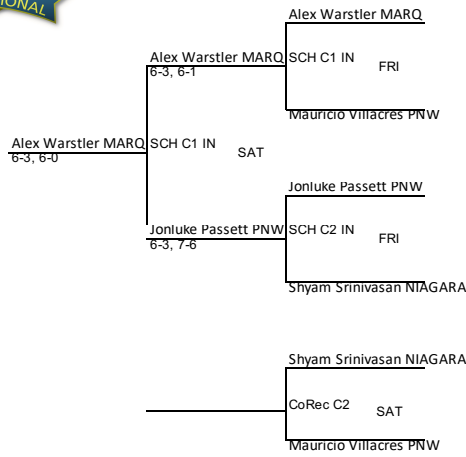 Alex Warstler MARQ
Alex Warstler MARQ SCH C1 IN
6-3, 6-1
FRI
Mauricio Villacres PNW
Alex Warstler MARQ SCH C1 IN
6-3, 6-0
SAT
Jonluke Passett PNW
Jonluke Passett PNW SCH C2 IN
6-3, 7-6
FRI
Shyam Srinivasan NIAGARA
Shyam Srinivasan NIAGARA
CoRec C2
SAT
Mauricio Villacres PNW